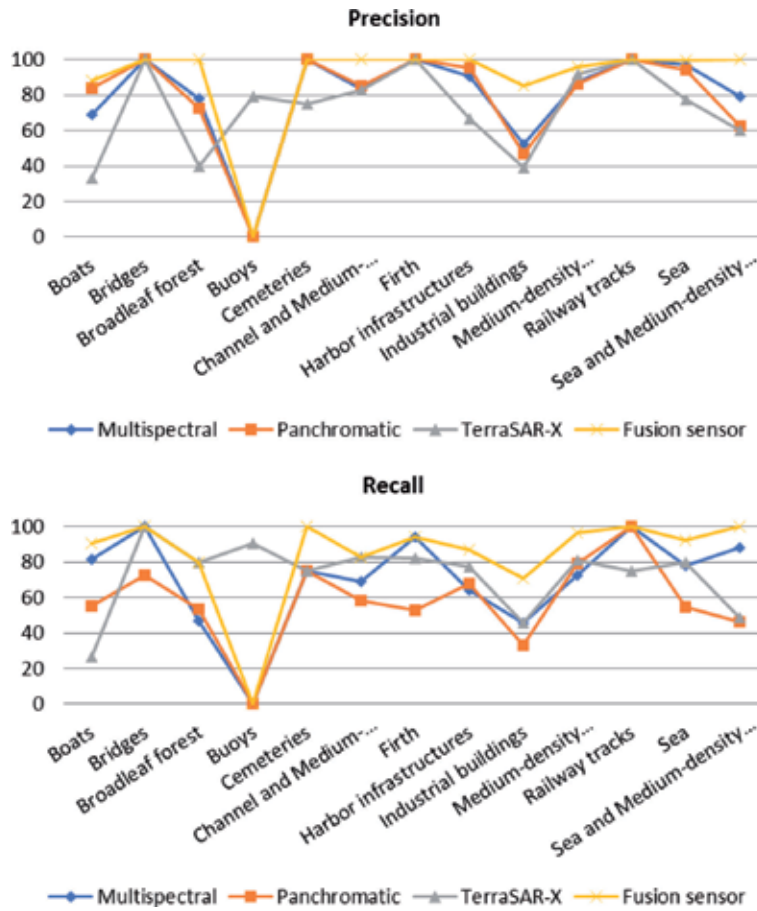 Precision
100
80
60
40
20
0
Boats
Bridges
Broadleaf forest
Buoys
Cemeteries
Channel and Medium-...
Firth
Harbor infrastructures
Industrial buildings
Medium-density...
Railway tracks
Sea
Sea and Medium-density...
Multispectral Panchromatic TerraSAR-X Fusion sensor
Recall
100
80
60
40
20
0
Boats
Bridges
Broadleaf forest
Buoys
Cemeteries
Channel and Medium-...
Firth
Harbor infrastructures
Industrial buildings
Medium-density...
Railway tracks
Sea
Sea and Medium-density...
Multispectral Panchromatic TerraSAR-X Fusion sensor